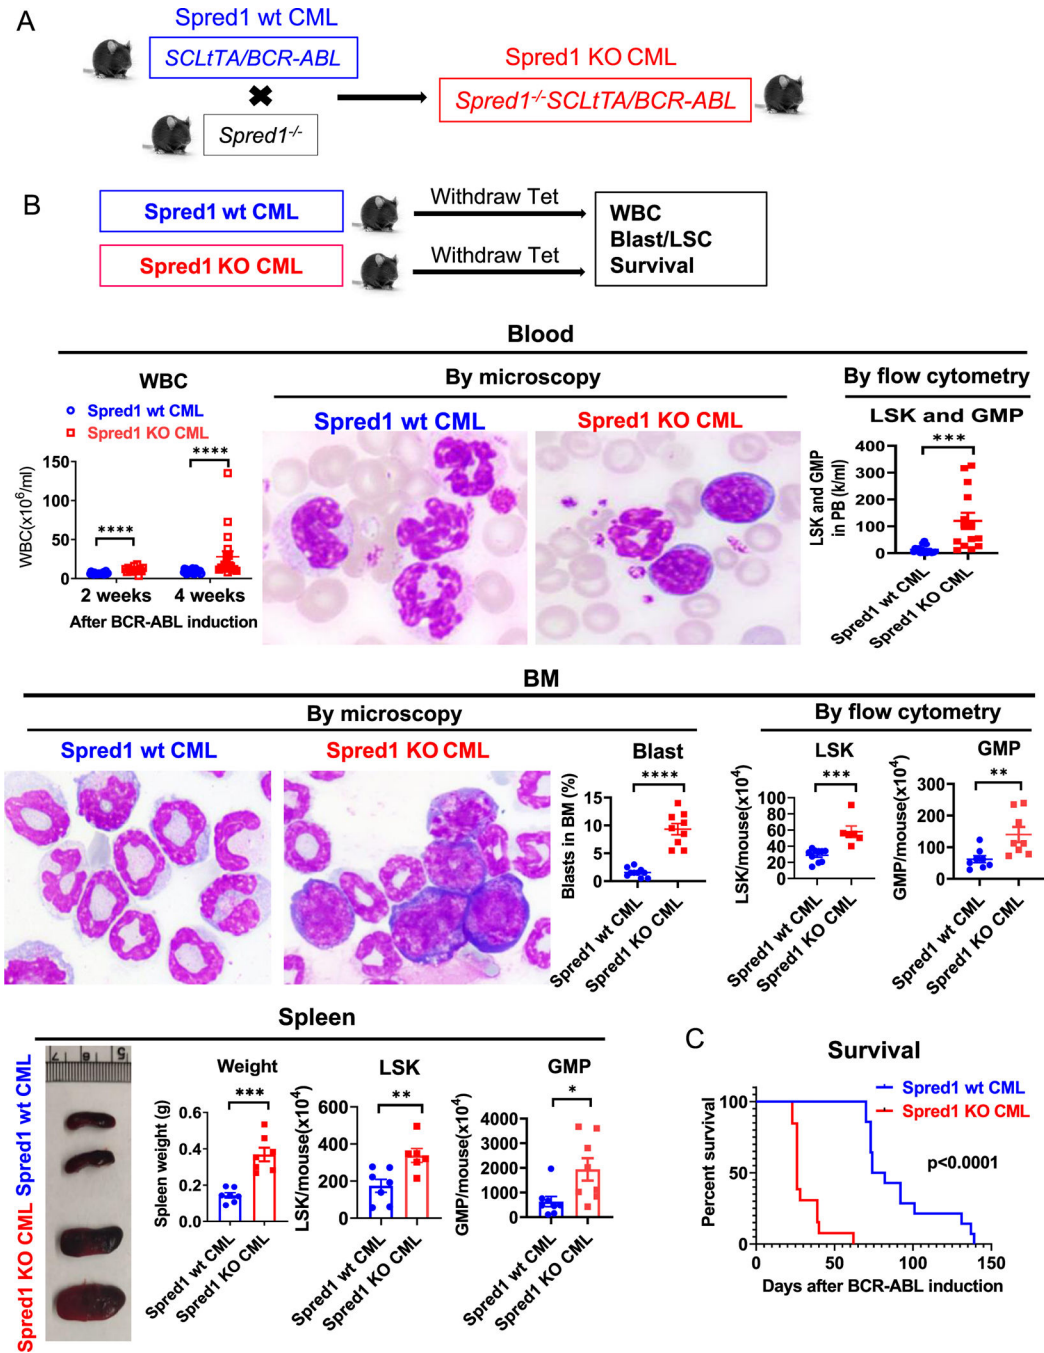 A
Spred1 wt CML
SCLtTA/BCR-ABL
Spred1-/-
Spred1 KO CML
Spred1-/-SCLtTA/BCR-ABL
B
Spred1 wt CML
Withdraw Tet
Spred1 KO CML
Withdraw Tet
WBC
Blast/LSC
Survival
Blood
WBC
Spred1 wt CML
Spred1 KO CML
WBC(x10⁶/ml)
150
100
50
0
****
****
2 weeks
4 weeks
After BCR-ABL induction
By microscopy
Spred1 wt CML
Spred1 KO CML
By flow cytometry
LSK and GMP
LSK and GMP
in PB (k/ml)
400
300
200
100
0
***
Spred1 wt CML
Spred1 KO CML
BM
By microscopy
Spred1 wt CML
Spred1 KO CML
Blast
****
Blasts in BM (%)
15
10
5
0
Spred1 wt CML
Spred1 KO CML
By flow cytometry
LSK
***
LSK/mouse(x10⁴)
100
80
60
40
20
0
Spred1 wt CML
Spred1 KO CML
GMP
**
GMP/mouse(x10⁴)
300
200
100
0
Spred1 wt CML
Spred1 KO CML
Spleen
Spred1 wt CML
Spred1 KO CML
7 6 5
Weight
***
Spleen weight (g)
0.6
0.4
0.2
0.0
Spred1 wt CML
Spred1 KO CML
LSK
**
LSK/mouse(x10⁴)
600
400
200
0
Spred1 wt CML
Spred1 KO CML
GMP
*
GMP/mouse(x10⁴)
4000
3000
2000
1000
0
Spred1 wt CML
Spred1 KO CML
C
Survival
Spred1 wt CML
Spred1 KO CML
p<0.0001
Percent survival
100
50
0
0 50 100 150
Days after BCR-ABL induction